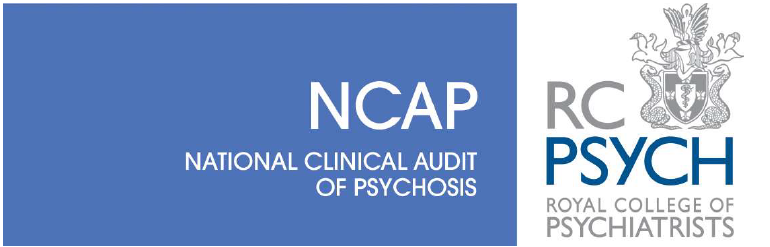 NCAP
NATIONAL CLINICAL AUDIT
OF PSYCHOSIS
RC
PSYCH
ROYAL COLLEGE OF
PSYCHIATRISTS